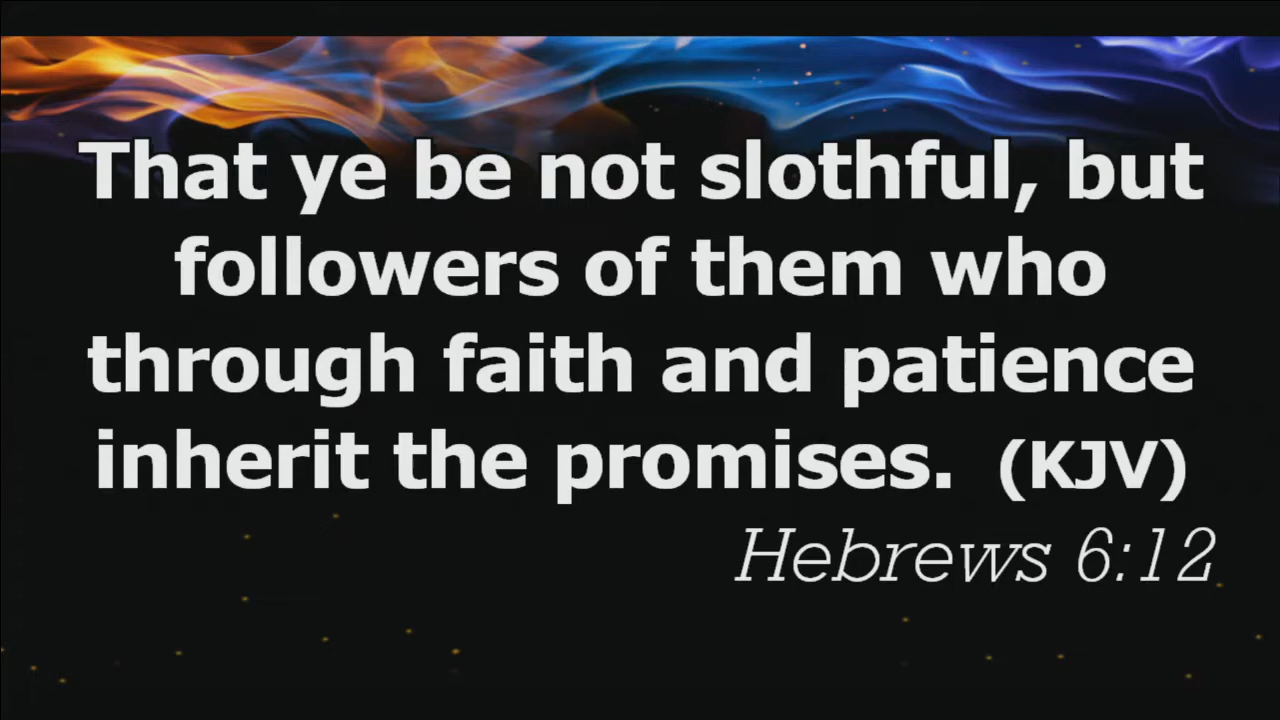 That ye be not slothful, but
followers of them who
through faith and patience
inherit the promises.  (KJV)
Hebrews 6:12